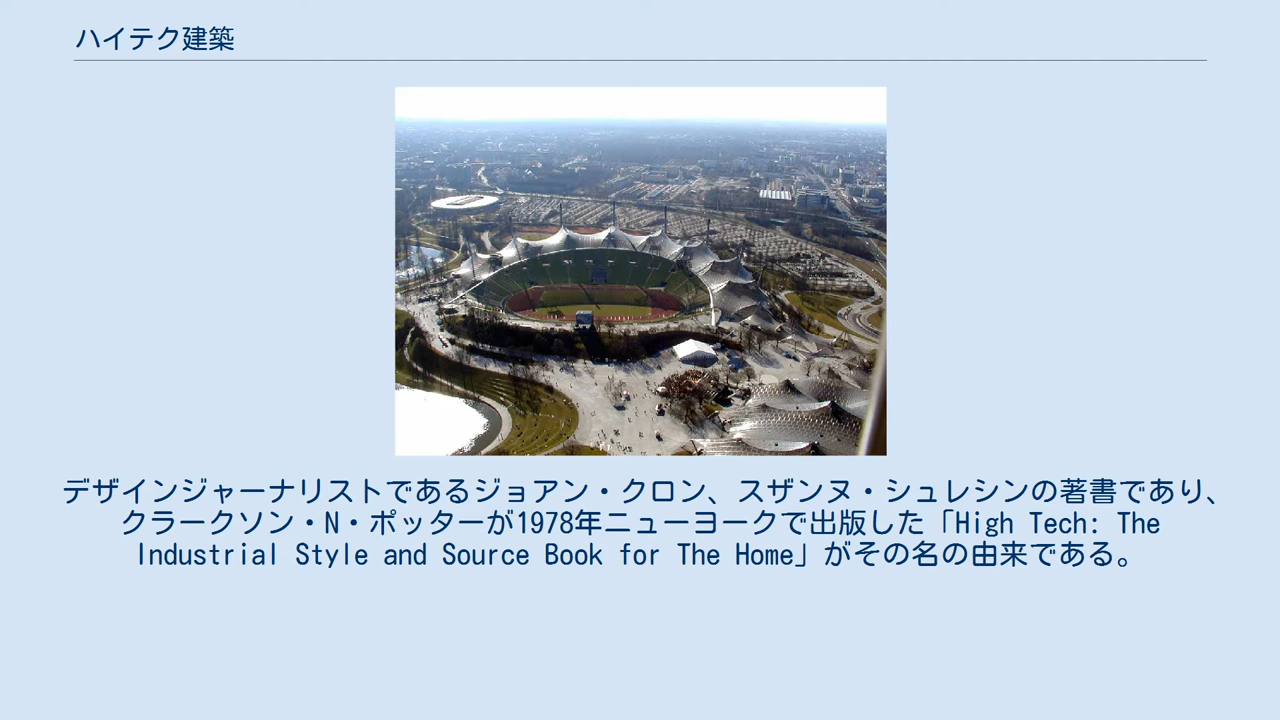 ハイテク建築
デザインジャーナリストであるジョアン・クロン、スザンヌ・シュレシンの著書であり、
クラークソン・N・ポッターが1978年ニューヨークで出版した「High Tech: The
Industrial Style and Source Book for The Home」がその名の由来である。